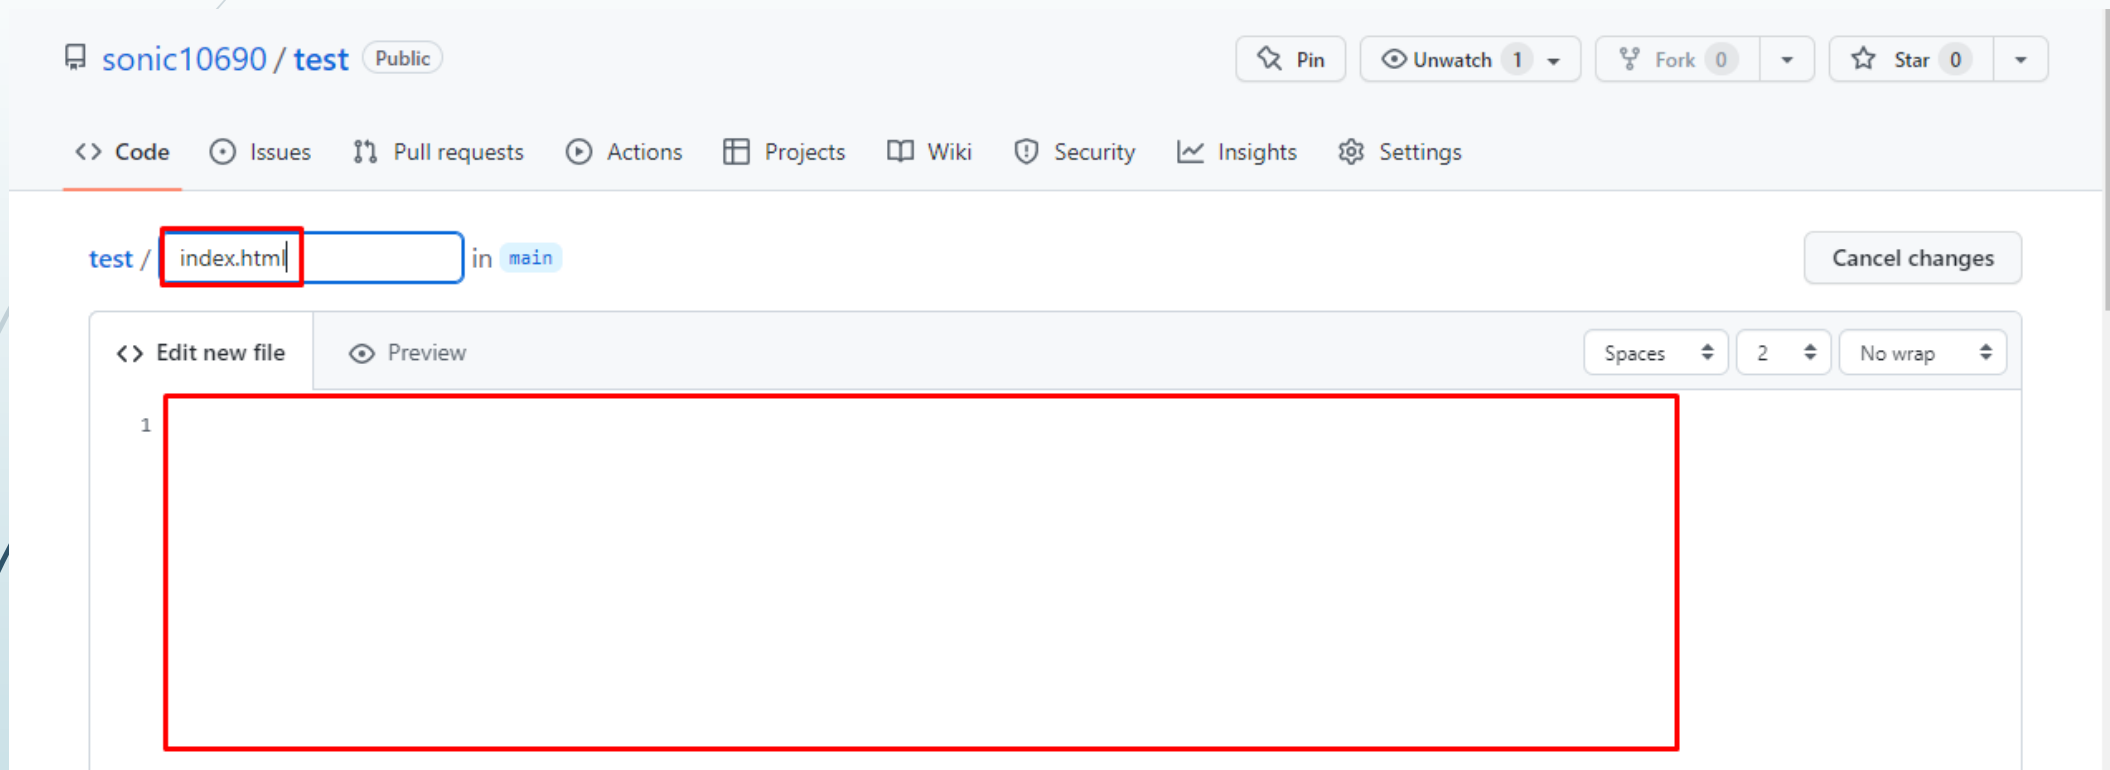 sonic10690 / test Public Pin Unwatch 1 Fork 0 Star 0
Code Issues Pull requests Actions Projects Wiki Security Insights Settings
test / index.html in main Cancel changes
Edit new file Preview Spaces 2 No wrap
1